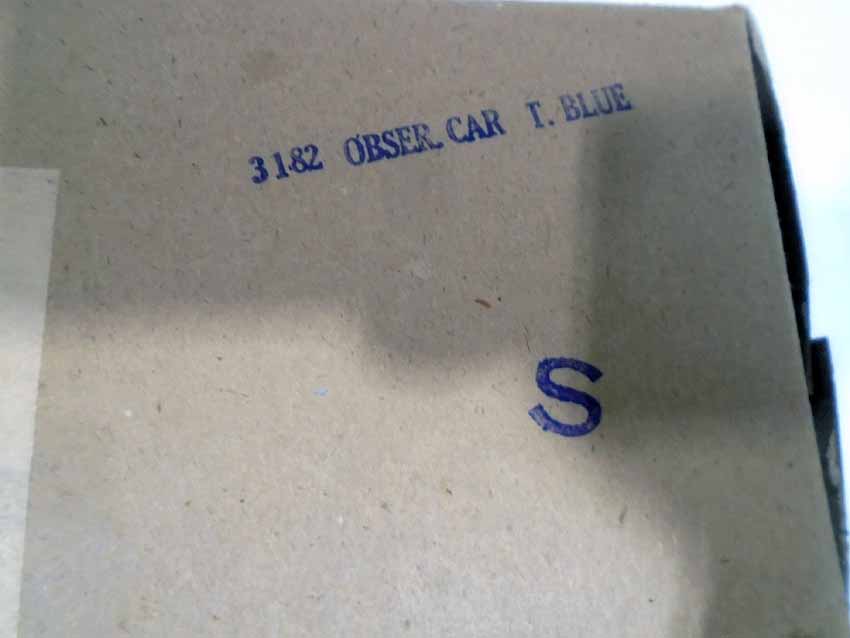 3182 OBSER. CAR T. BLUE
S